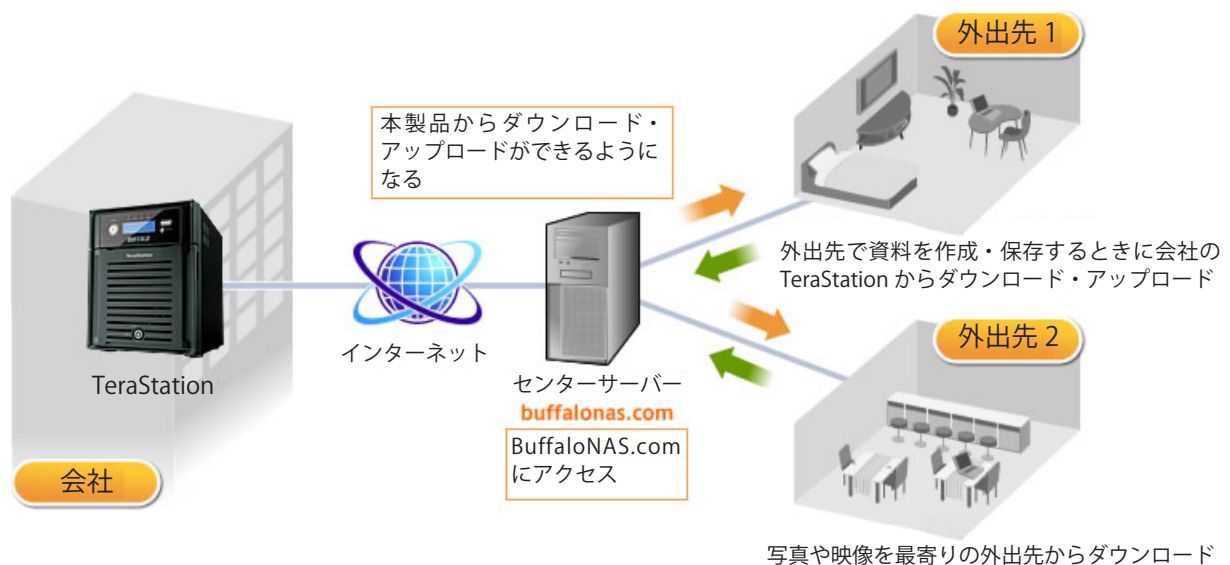 外出先 1
本製品からダウンロード・
アップロードができるように
なる
外出先で資料を作成・保存するときに会社の
TeraStation からダウンロード・アップロード
インターネット
TeraStation
センターサーバー
buffalonas.com
BuffaloNAS.com
にアクセス
会社
外出先 2
写真や映像を最寄りの外出先からダウンロード